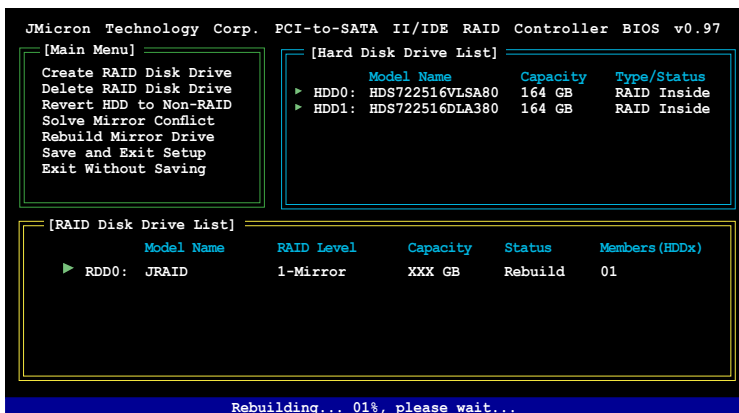 JMicron Technology Corp. PCI-to-SATA II/IDE RAID Controller BIOS v0.97
[Main Menu]
Create RAID Disk Drive
Delete RAID Disk Drive
Revert HDD to Non-RAID
Solve Mirror Conflict
Rebuild Mirror Drive
Save and Exit Setup
Exit Without Saving
[Hard Disk Drive List]
Model Name Capacity Type/Status
HDD0: HDS722516VLSA80 164 GB RAID Inside
HDD1: HDS722516DLA380 164 GB RAID Inside
[RAID Disk Drive List]
Model Name RAID Level Capacity Status Members(HDDx)
RDD0: JRAID 1-Mirror XXX GB Rebuild 01
Rebuilding... 01%, please wait...